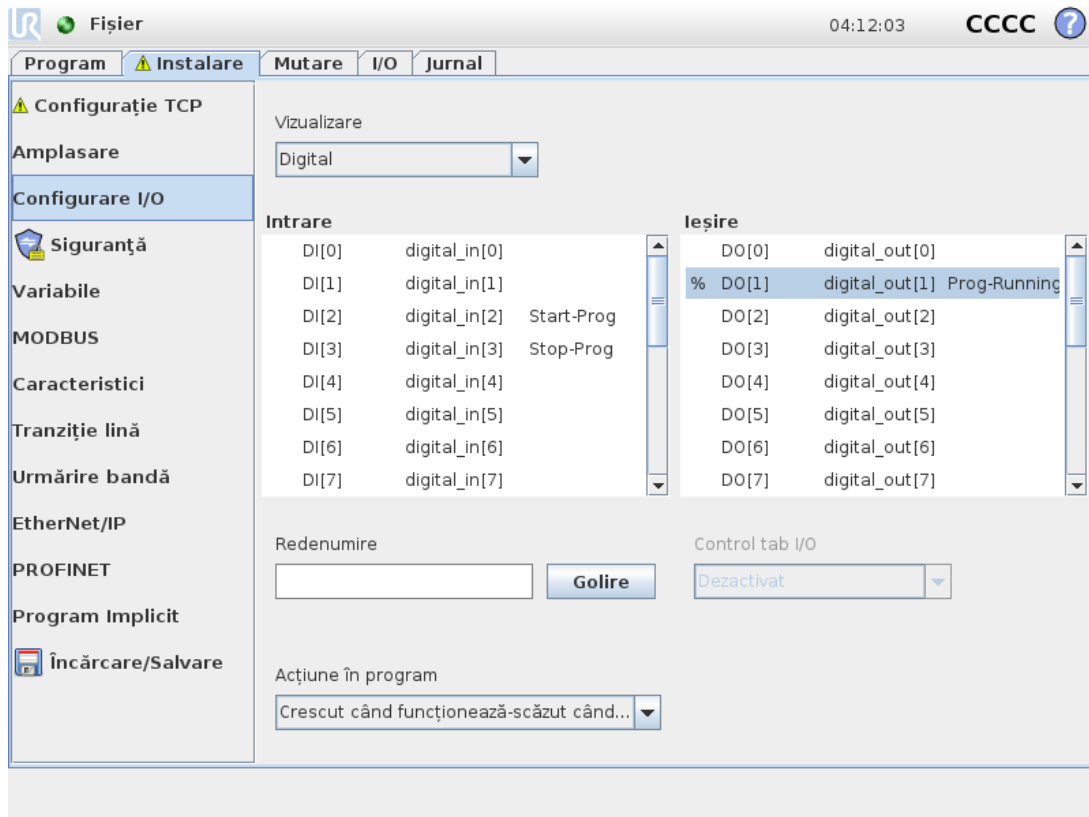 Fișier 04:12:03 CCCC ?
Program Instalare Mutare I/O Jurnal
Configurație TCP
Amplasare
Configurare I/O
Siguranță
Variabile
MODBUS
Caracteristici
Tranziție lină
Urmărire bandă
EtherNet/IP
PROFINET
Program Implicit
Încărcare/Salvare
Vizualizare
Digital
Intrare
DI[0] digital_in[0]
DI[1] digital_in[1]
DI[2] digital_in[2] Start-Prog
DI[3] digital_in[3] Stop-Prog
DI[4] digital_in[4]
DI[5] digital_in[5]
DI[6] digital_in[6]
DI[7] digital_in[7]
Ieșire
DO[0] digital_out[0]
% DO[1] digital_out[1] Prog-Running
DO[2] digital_out[2]
DO[3] digital_out[3]
DO[4] digital_out[4]
DO[5] digital_out[5]
DO[6] digital_out[6]
DO[7] digital_out[7]
Redenumire
Golire
Control tab I/O
Dezactivat
Acțiune în program
Crescut când funcționează-scăzut când...